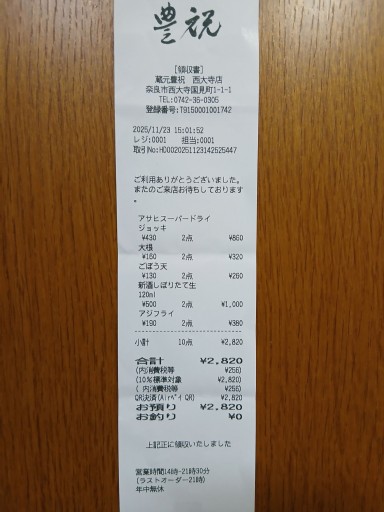 豊祝
[領収書]
蔵元豊祝 西大寺店
奈良市西大寺国見町1-1-1
TEL:0742-36-0305
登録番号:T9150001001742
2025/11/23 15:01:52
レジ:0001 担当:0001
取引No:HD00202511231425254​47
ご利用ありがとうございました。
またのご来店お待ちしております
。
アサヒスーパードライ
ジョッキ
¥430 2点 ¥860
大根
¥160 2点 ¥320
ごぼう天
¥130 2点 ¥260
新酒しぼりたて生
120ml
¥500 2点 ¥1,000
アジフライ
¥190 2点 ¥380
小計 10点 ¥2,820
合計 ¥2,820
(内消費税等 ¥256)
(10%標準対象 ¥2,820)
( 内消費税等 ¥256)
QR決済(Airペイ QR) ¥2,820
お預り ¥2,820
お釣り ¥0
上記正に領収いたしました
営業時間14時-21時30分
(ラストオーダー21時)
年中無休